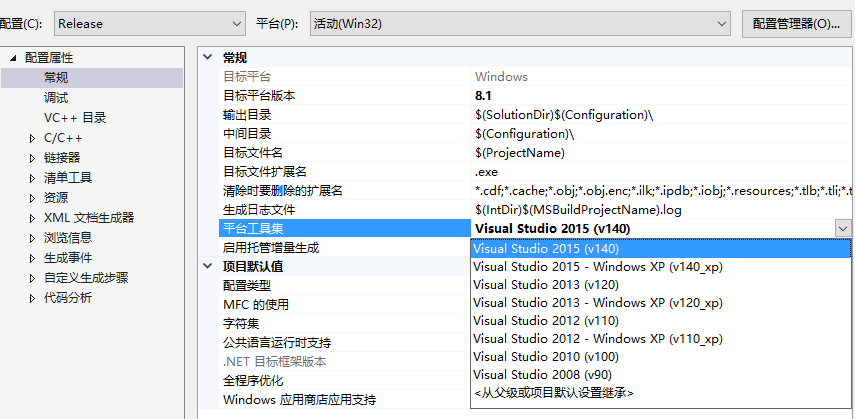 配置(C): Release 平台(P): 活动(Win32) 配置管理器(O)...
配置属性
常规
调试
VC++ 目录
C/C++
链接器
清单工具
资源
XML 文档生成器
浏览信息
生成事件
自定义生成步骤
代码分析
常规
目标平台 Windows
目标平台版本 8.1
输出目录 $(SolutionDir)$(Configuration)\
中间目录 $(Configuration)\
目标文件名 $(ProjectName)
目标文件扩展名 .exe
清除时要删除的扩展名 *.cdf;*.cache;*.obj;*.obj.enc;*.ilk;*.ipdb;*.iobj;*.resources;*.tlb;*.tli;*.t
生成日志文件 $(IntDir)$(MSBuildProjectName).log
平台工具集 Visual Studio 2015 (v140)
启用托管增量生成
项目默认值
配置类型
MFC 的使用
字符集
公共语言运行时支持
.NET 目标框架版本
全程序优化
Windows 应用商店应用支持
Visual Studio 2015 (v140)
Visual Studio 2015 - Windows XP (v140_xp)
Visual Studio 2013 (v120)
Visual Studio 2013 - Windows XP (v120_xp)
Visual Studio 2012 (v110)
Visual Studio 2012 - Windows XP (v110_xp)
Visual Studio 2010 (v100)
Visual Studio 2008 (v90)
<从父级或项目默认设置继承>